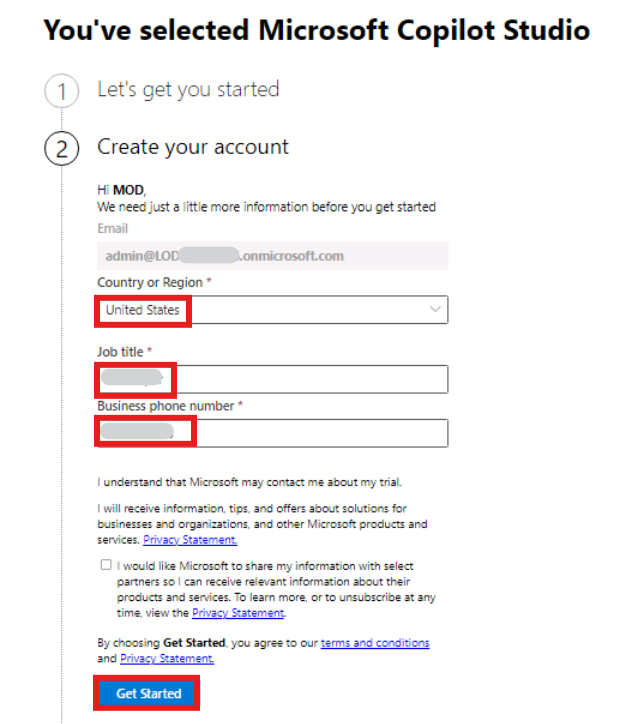 You've selected Microsoft Copilot Studio
1 Let's get you started
2 Create your account
Hi MOD,
We need just a little more information before you get started
Email
admin@LOD .onmicrosoft.com
Country or Region *
United States
Job title *
Business phone number *
I understand that Microsoft may contact me about my trial.
I will receive information, tips, and offers about solutions for
businesses and organizations, and other Microsoft products and
services. Privacy Statement.
I would like Microsoft to share my information with select
partners so I can receive relevant information about their
products and services. To learn more, or to unsubscribe at any
time, view the Privacy Statement.
By choosing Get Started, you agree to our terms and conditions
and Privacy Statement.
Get Started